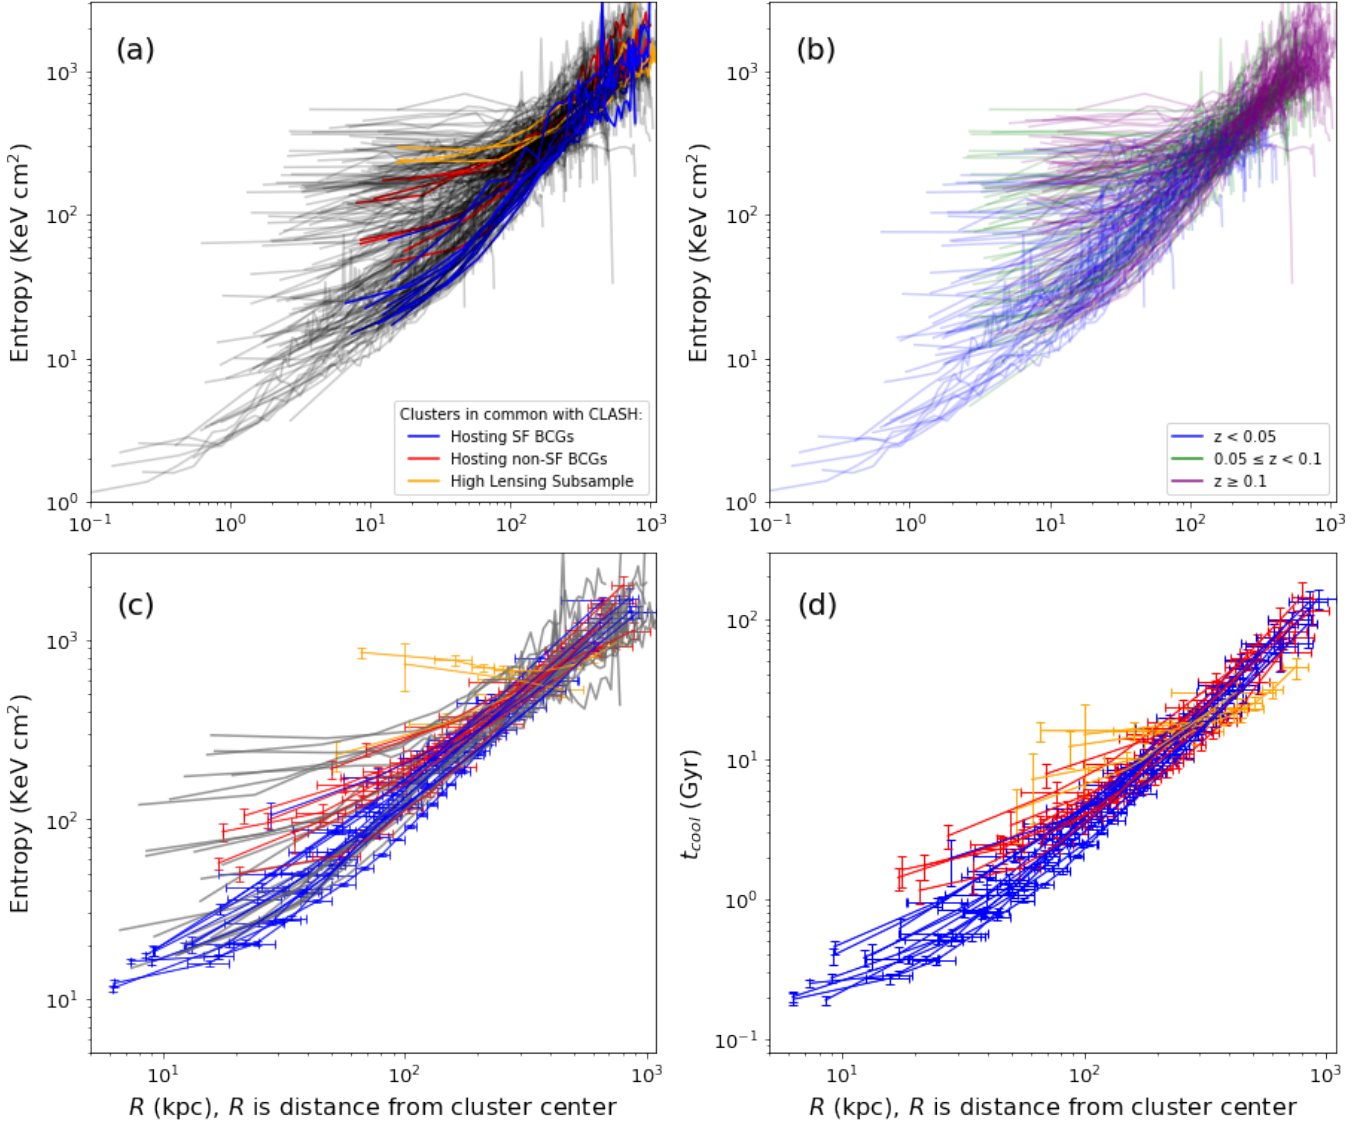 (a)
Entropy (KeV cm²)
10³
10²
10¹
10⁰
10⁻¹ 10⁰ 10¹ 10² 10³
Clusters in common with CLASH:
Hosting SF BCGs
Hosting non-SF BCGs
High Lensing Subsample
(b)
Entropy (KeV cm²)
10³
10²
10¹
10⁰
10⁻¹ 10⁰ 10¹ 10² 10³
z < 0.05
0.05 ≤ z < 0.1
z ≥ 0.1
(c)
Entropy (KeV cm²)
10³
10²
10¹
10¹ 10² 10³
R (kpc), R is distance from cluster center
(d)
t_cool (Gyr)
10²
10¹
10⁰
10⁻¹
10¹ 10² 10³
R (kpc), R is distance from cluster center